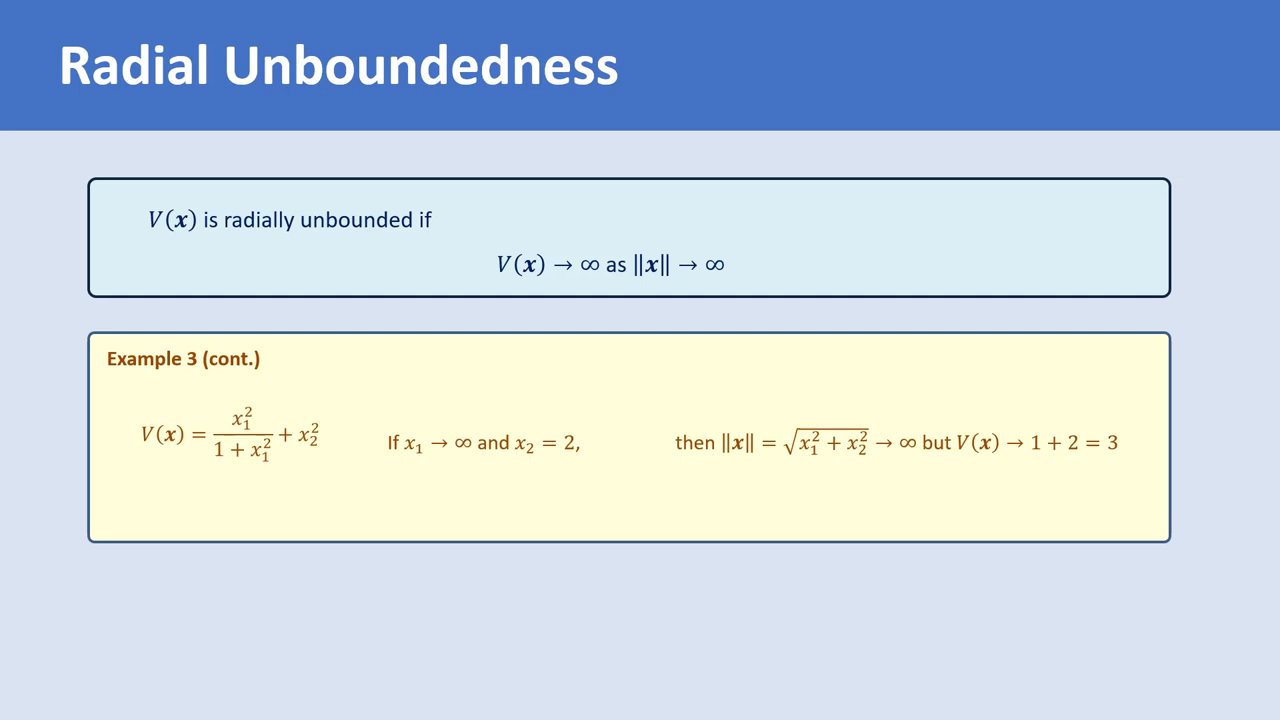 Radial Unboundedness
V(x) is radially unbounded if
V(x) → ∞ as ‖x‖ → ∞
Example 3 (cont.)
V(x) = x₁²/(1 + x₁²) + x₂² If x₁ → ∞ and x₂ = 2, then ‖x‖ = √(x₁² + x₂²) → ∞ but V(x) → 1 + 2 = 3